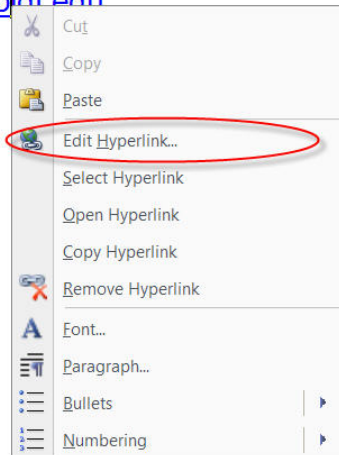 Cut
Copy
Paste
Edit Hyperlink...
Select Hyperlink
Open Hyperlink
Copy Hyperlink
Remove Hyperlink
Font...
Paragraph...
Bullets
Numbering